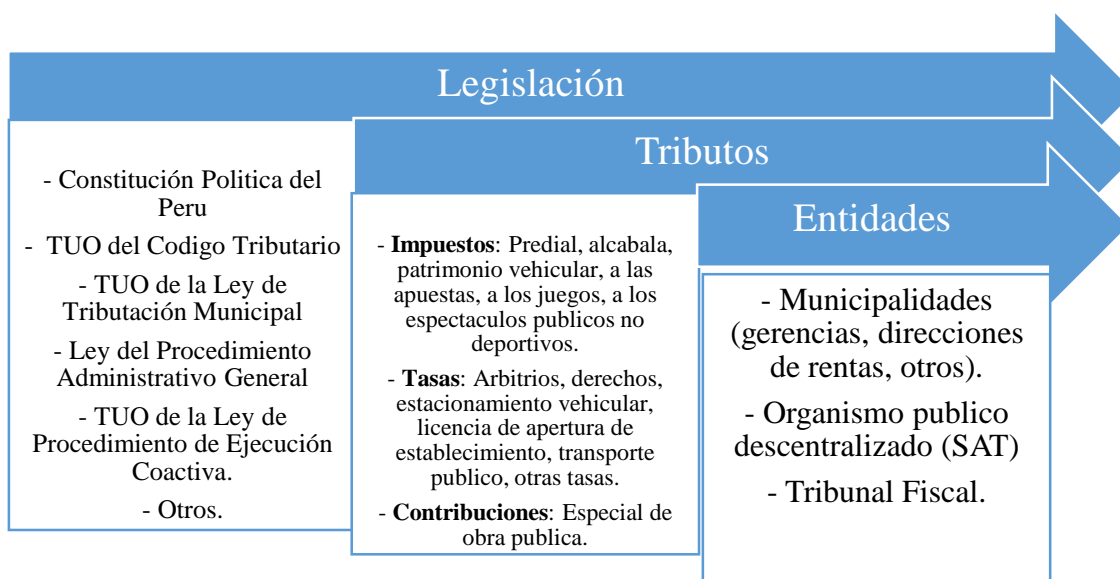 Legislación
- Constitución Politica del
Peru
- TUO del Codigo Tributario
- TUO de la Ley de
Tributación Municipal
- Ley del Procedimiento
Administrativo General
- TUO de la Ley de
Procedimiento de Ejecución
Coactiva.
- Otros.
Tributos
- Impuestos: Predial, alcabala,
patrimonio vehicular, a las
apuestas, a los juegos, a los
espectaculos publicos no
deportivos.
- Tasas: Arbitrios, derechos,
estacionamiento vehicular,
licencia de apertura de
establecimiento, transporte
publico, otras tasas.
- Contribuciones: Especial de
obra publica.
Entidades
- Municipalidades
(gerencias, direcciones
de rentas, otros).
- Organismo publico
descentralizado (SAT)
- Tribunal Fiscal.